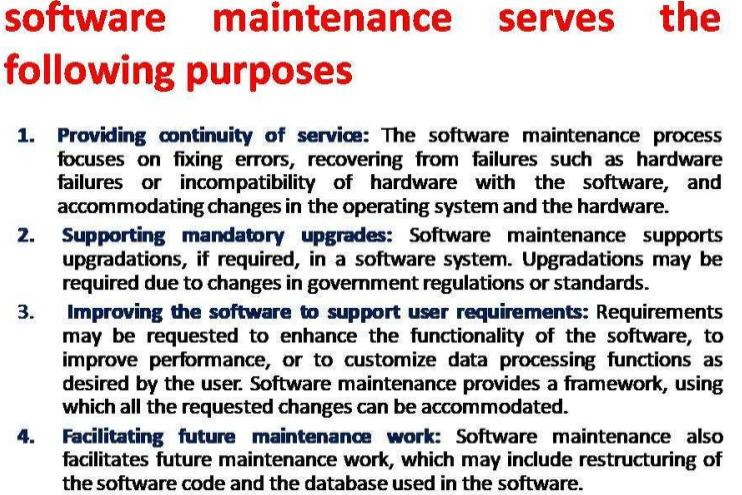 software maintenance serves the
following purposes
1. Providing continuity of service: The software maintenance process
focuses on fixing errors, recovering from failures such as hardware
failures or incompatibility of hardware with the software, and
accommodating changes in the operating system and the hardware.
2. Supporting mandatory upgrades: Software maintenance supports
upgradations, if required, in a software system. Upgradations may be
required due to changes in government regulations or standards.
3. Improving the software to support user requirements: Requirements
may be requested to enhance the functionality of the software, to
improve performance, or to customize data processing functions as
desired by the user. Software maintenance provides a framework, using
which all the requested changes can be accommodated.
4. Facilitating future maintenance work: Software maintenance also
facilitates future maintenance work, which may include restructuring of
the software code and the database used in the software.